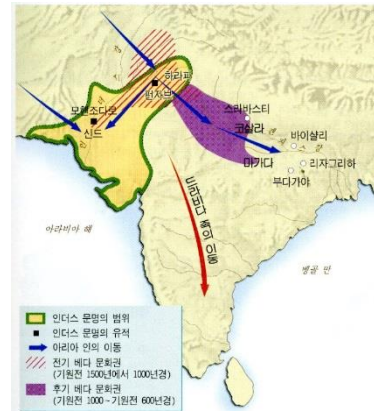 하라파
펀자브
모헨조다로
신드
스라바스티
코살라
바이샬리
마가다
리자그리하
부다가야
드라비다 족의 이동
아라비아 해
벵골 만
인더스 문명의 범위
인더스 문명의 유적
아리아 인의 이동
전기 베다 문화권
(기원전 1500년에서 1000년경)
후기 베다 문화권
(기원전 1000~기원전 600년경)